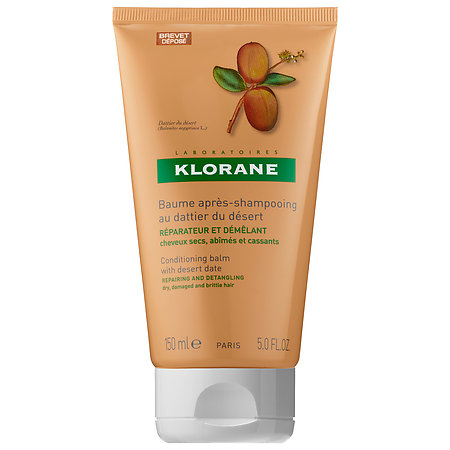 BREVET
DÉPOSÉ
Dattier du désert
(Balanites aegyptiaca L.)
LABORATOIRES
KLORANE
Baume après-shampooing
au dattier du désert
RÉPARATEUR ET DÉMÊLANT
cheveux secs, abîmés et cassants
Conditioning balm
with desert date
REPAIRING AND DETANGLING
dry, damaged and brittle hair
150 ml e PARIS 5.0 FL.OZ.